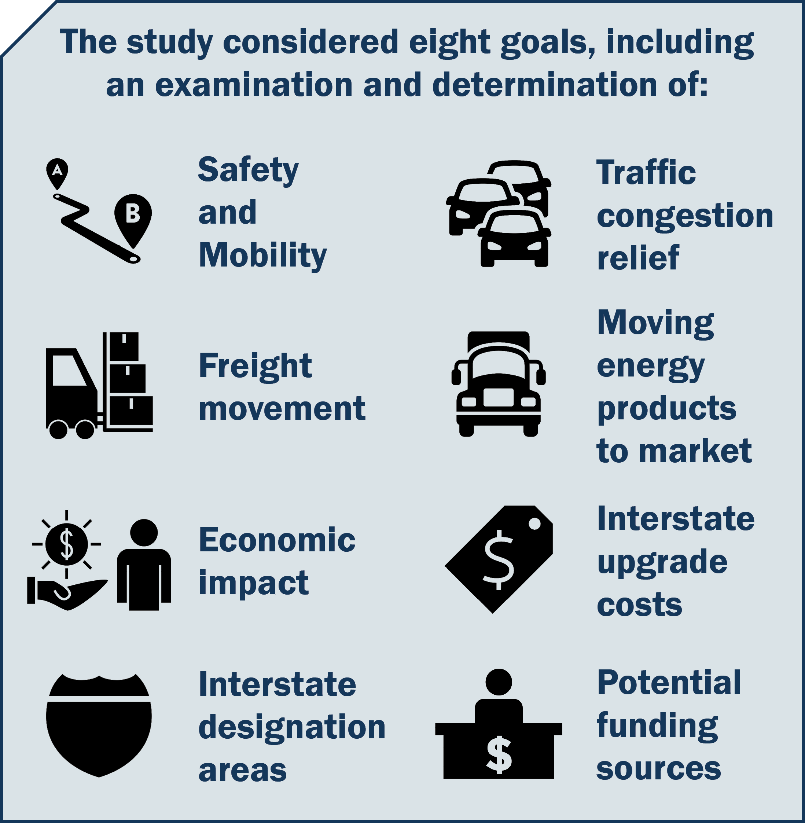 The study considered eight goals, including
an examination and determination of:
A
B
Safety
and
Mobility
Traffic
congestion
relief
Freight
movement
Moving
energy
products
to market
$
Economic
impact
$
Interstate
upgrade
costs
Interstate
designation
areas
$
Potential
funding
sources